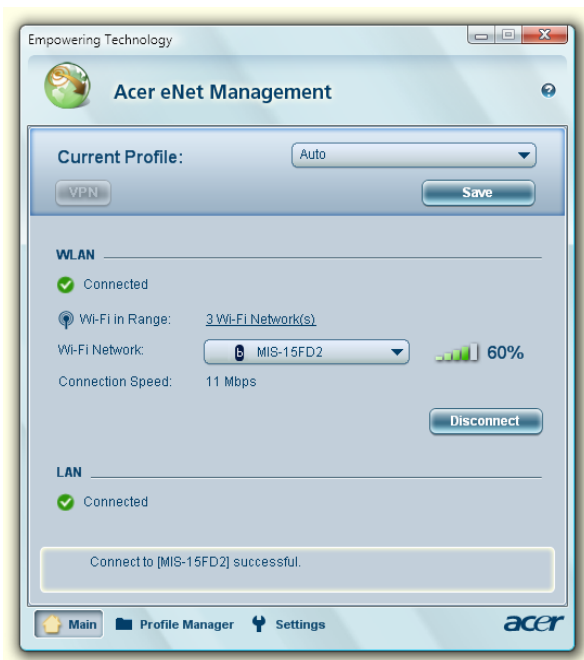 Empowering Technology
Acer eNet Management
Current Profile:
Auto
VPN
Save
WLAN
Connected
Wi-Fi in Range:
3 Wi-Fi Network(s)
Wi-Fi Network:
b MIS-15FD2
60%
Connection Speed:
11 Mbps
Disconnect
LAN
Connected
Connect to [MIS-15FD2] successful.
Main
Profile Manager
Settings
acer